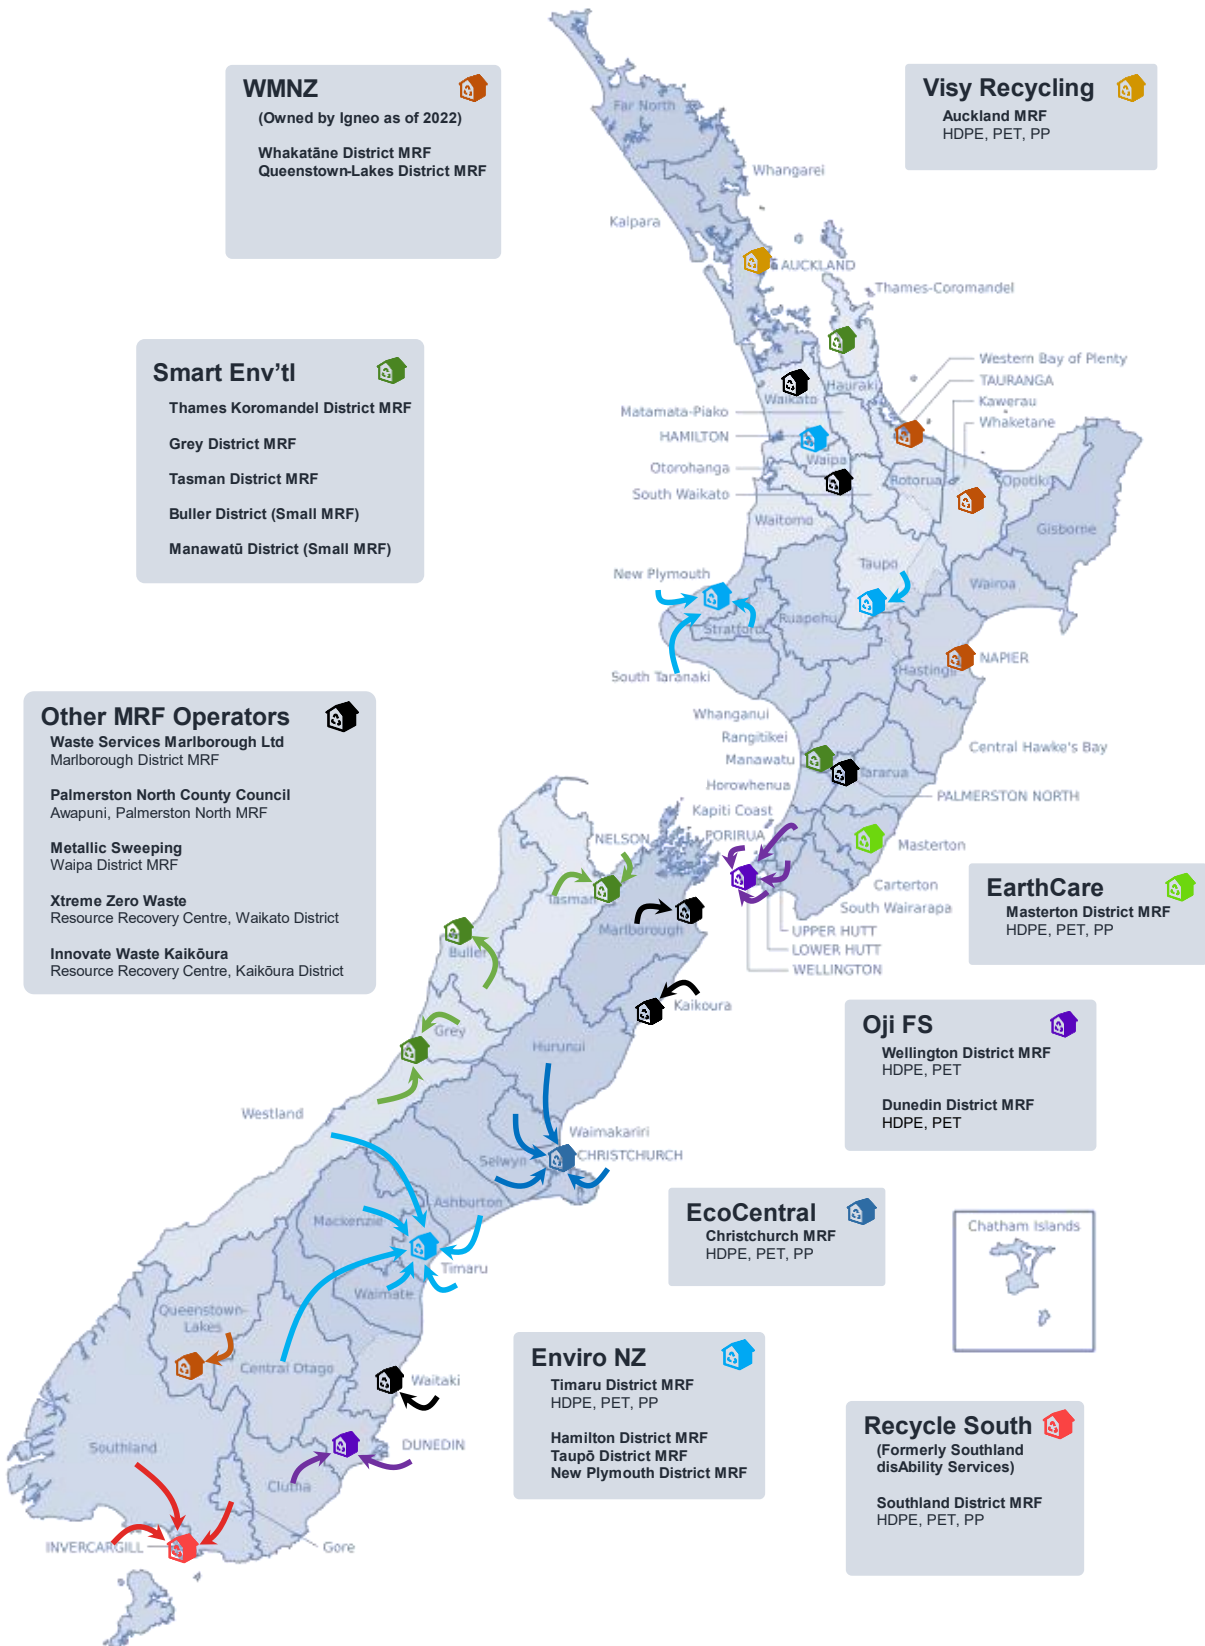 WMNZ
(Owned by Igneo as of 2022)
Whakatāne District MRF
Queenstown-Lakes District MRF
Visy Recycling
Auckland MRF
HDPE, PET, PP
Far North
Whangarei
Kaipara
AUCKLAND
Thames-Coromandel
Smart Env’tl
Thames Koromandel District MRF
Grey District MRF
Tasman District MRF
Buller District (Small MRF)
Manawatū District (Small MRF)
Western Bay of Plenty
TAURANGA
Kawerau
Whaketane
Hauraki
Waikato
Matamata-Piako
HAMILTON
Waipa
Otorohanga
South Waikato
Rotorua
Opotiki
Gisborne
Waitomo
Taupo
Wairoa
New Plymouth
Ruapehu
Stratford
South Taranaki
Hastings
NAPIER
Whanganui
Rangitikei
Manawatu
Tararua
Horowhenua
Central Hawke's Bay
PALMERSTON NORTH
Kapiti Coast
PORIRUA
Masterton
Carterton
South Wairarapa
UPPER HUTT
LOWER HUTT
WELLINGTON
Other MRF Operators
Waste Services Marlborough Ltd
Marlborough District MRF
Palmerston North County Council
Awapuni, Palmerston North MRF
Metallic Sweeping
Waipa District MRF
Xtreme Zero Waste
Resource Recovery Centre, Waikato District
Innovate Waste Kaikōura
Resource Recovery Centre, Kaikōura District
NELSON
Tasman
Marlborough
Buller
Kaikoura
Grey
Hurunui
Westland
Waimakariri
Selwyn
CHRISTCHURCH
Ashburton
Mackenzie
Timaru
Waimate
Queenstown-
Lakes
Central Otago
Waitaki
DUNEDIN
Southland
Clutha
INVERCARGILL
Gore
EarthCare
Masterton District MRF
HDPE, PET, PP
Oji FS
Wellington District MRF
HDPE, PET
Dunedin District MRF
HDPE, PET
EcoCentral
Christchurch MRF
HDPE, PET, PP
Chatham Islands
Enviro NZ
Timaru District MRF
HDPE, PET, PP
Hamilton District MRF
Taupō District MRF
New Plymouth District MRF
Recycle South
(Formerly Southland
disAbility Services)
Southland District MRF
HDPE, PET, PP